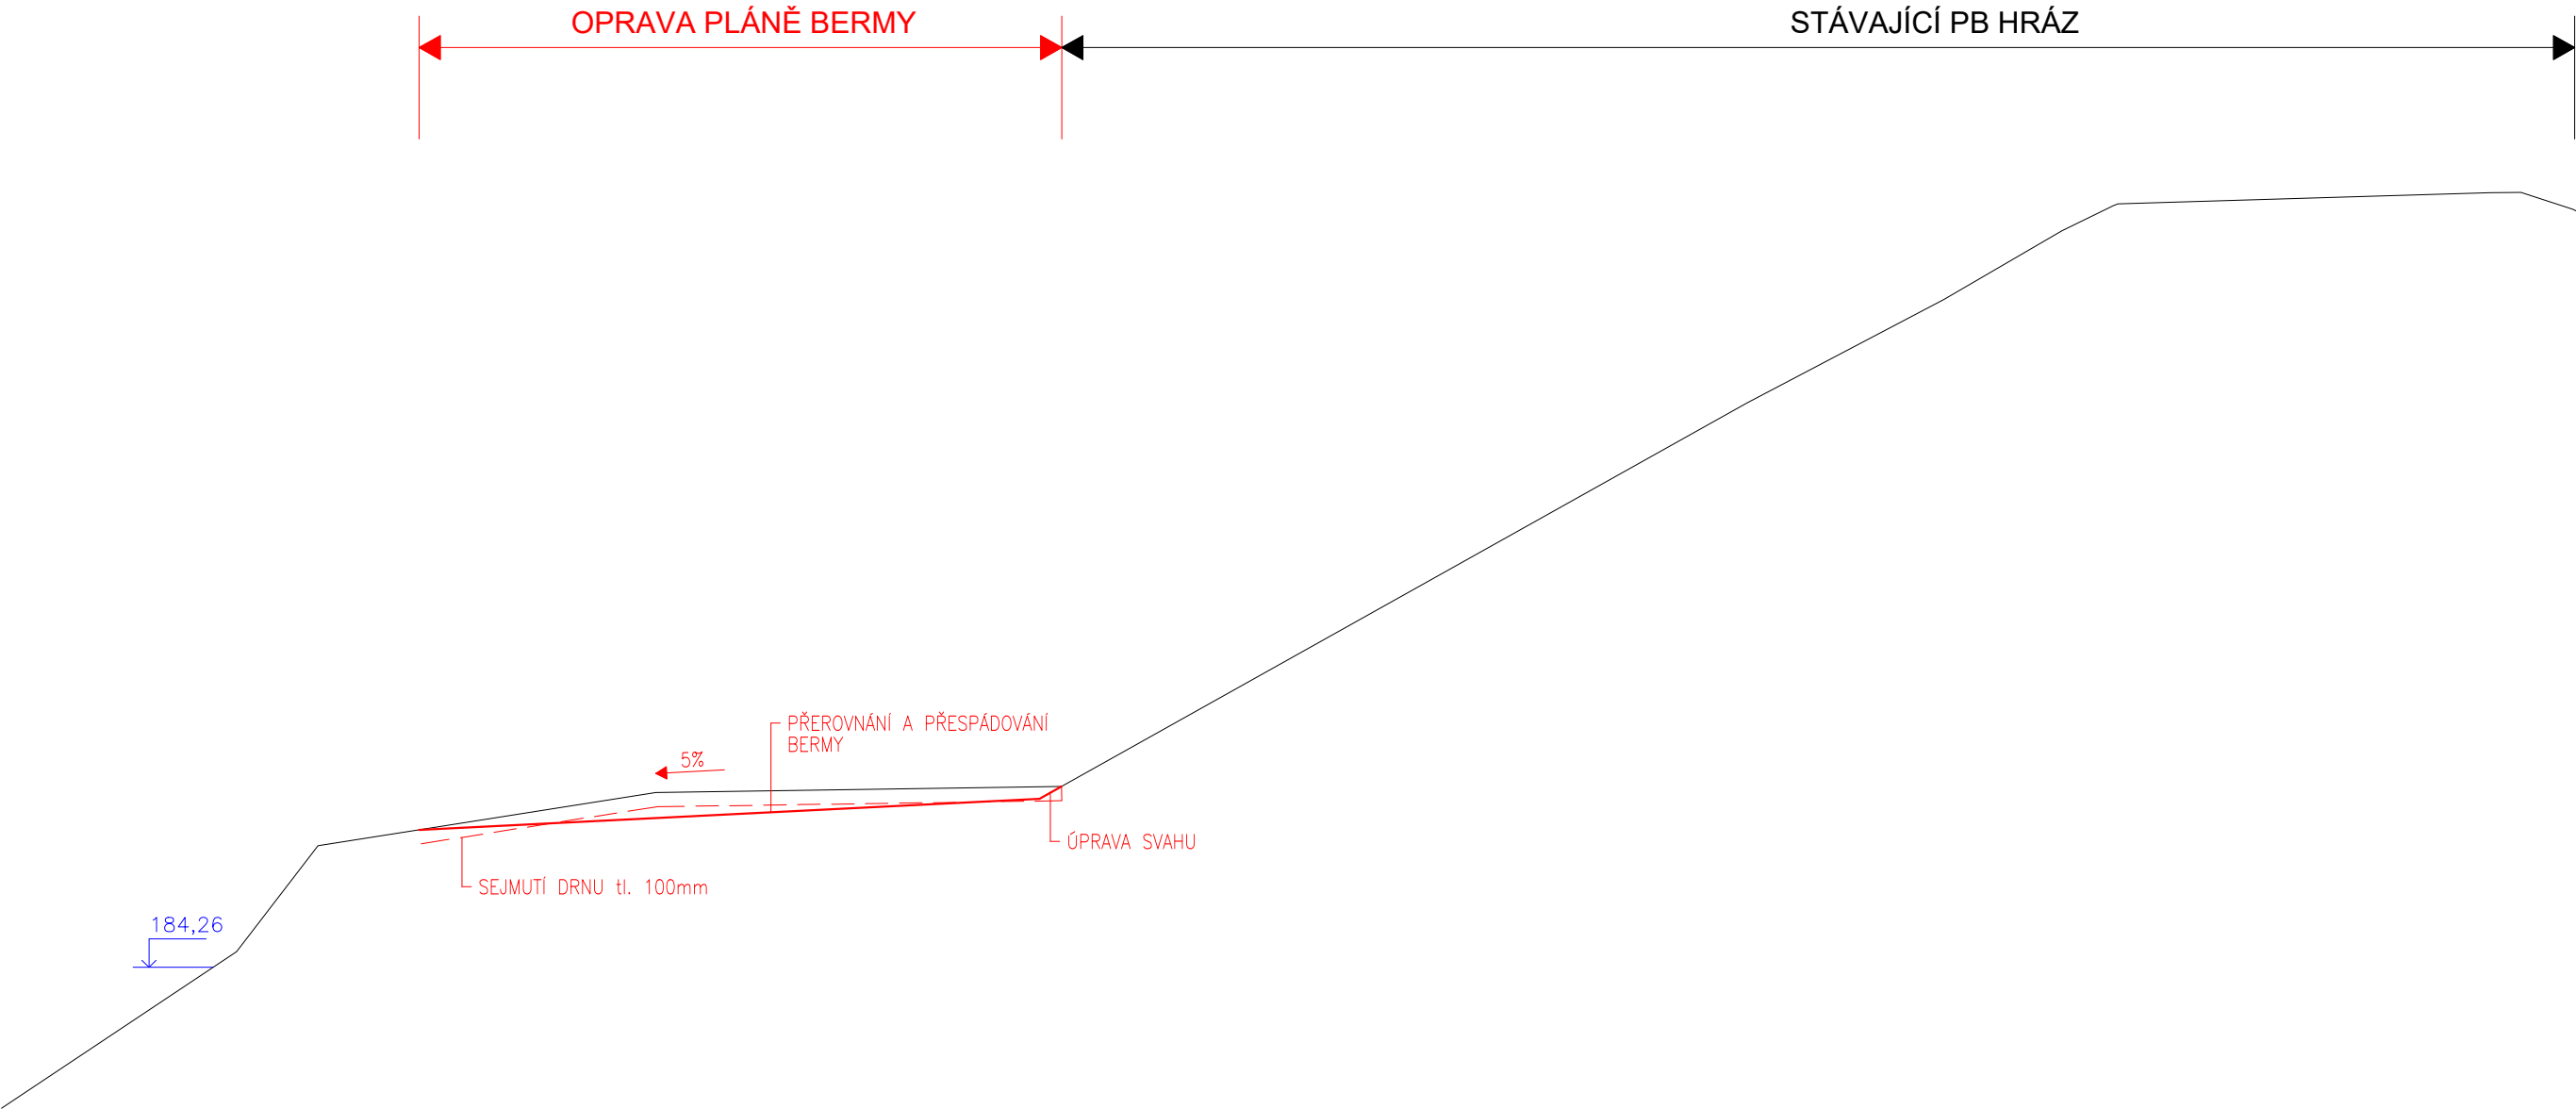 OPRAVA PLÁNĚ BERMY
STÁVAJÍCÍ PB HRÁZ
PŘEROVNÁNÍ A PŘESPÁDOVÁNÍ
BERMY
5%
ÚPRAVA SVAHU
SEJMUTÍ DRNU tl. 100mm
184,26